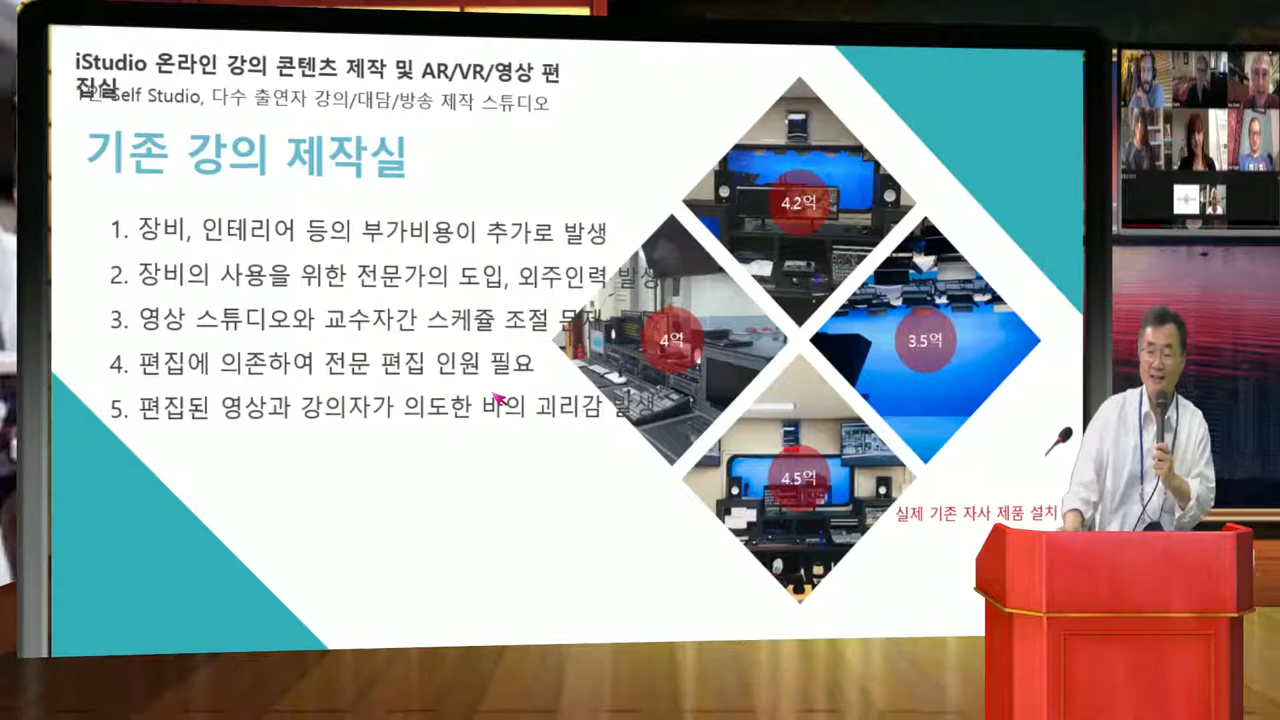 iStudio 온라인 강의 콘텐츠 제작 및 AR/VR/영상 편
집실
Self Studio, 다수 출연자 강의/대담/방송 제작 스튜디오
기존 강의 제작실
1. 장비, 인테리어 등의 부가비용이 추가로 발생
2. 장비의 사용을 위한 전문가의 도입, 외주인력 발생
3. 영상 스튜디오와 교수자간 스케쥴 조절 문제
4. 편집에 의존하여 전문 편집 인원 필요
5. 편집된 영상과 강의자가 의도한 바의 괴리감 발생
4.2억
4억
3.5억
4.5억
실제 기존 자사 제품 설치